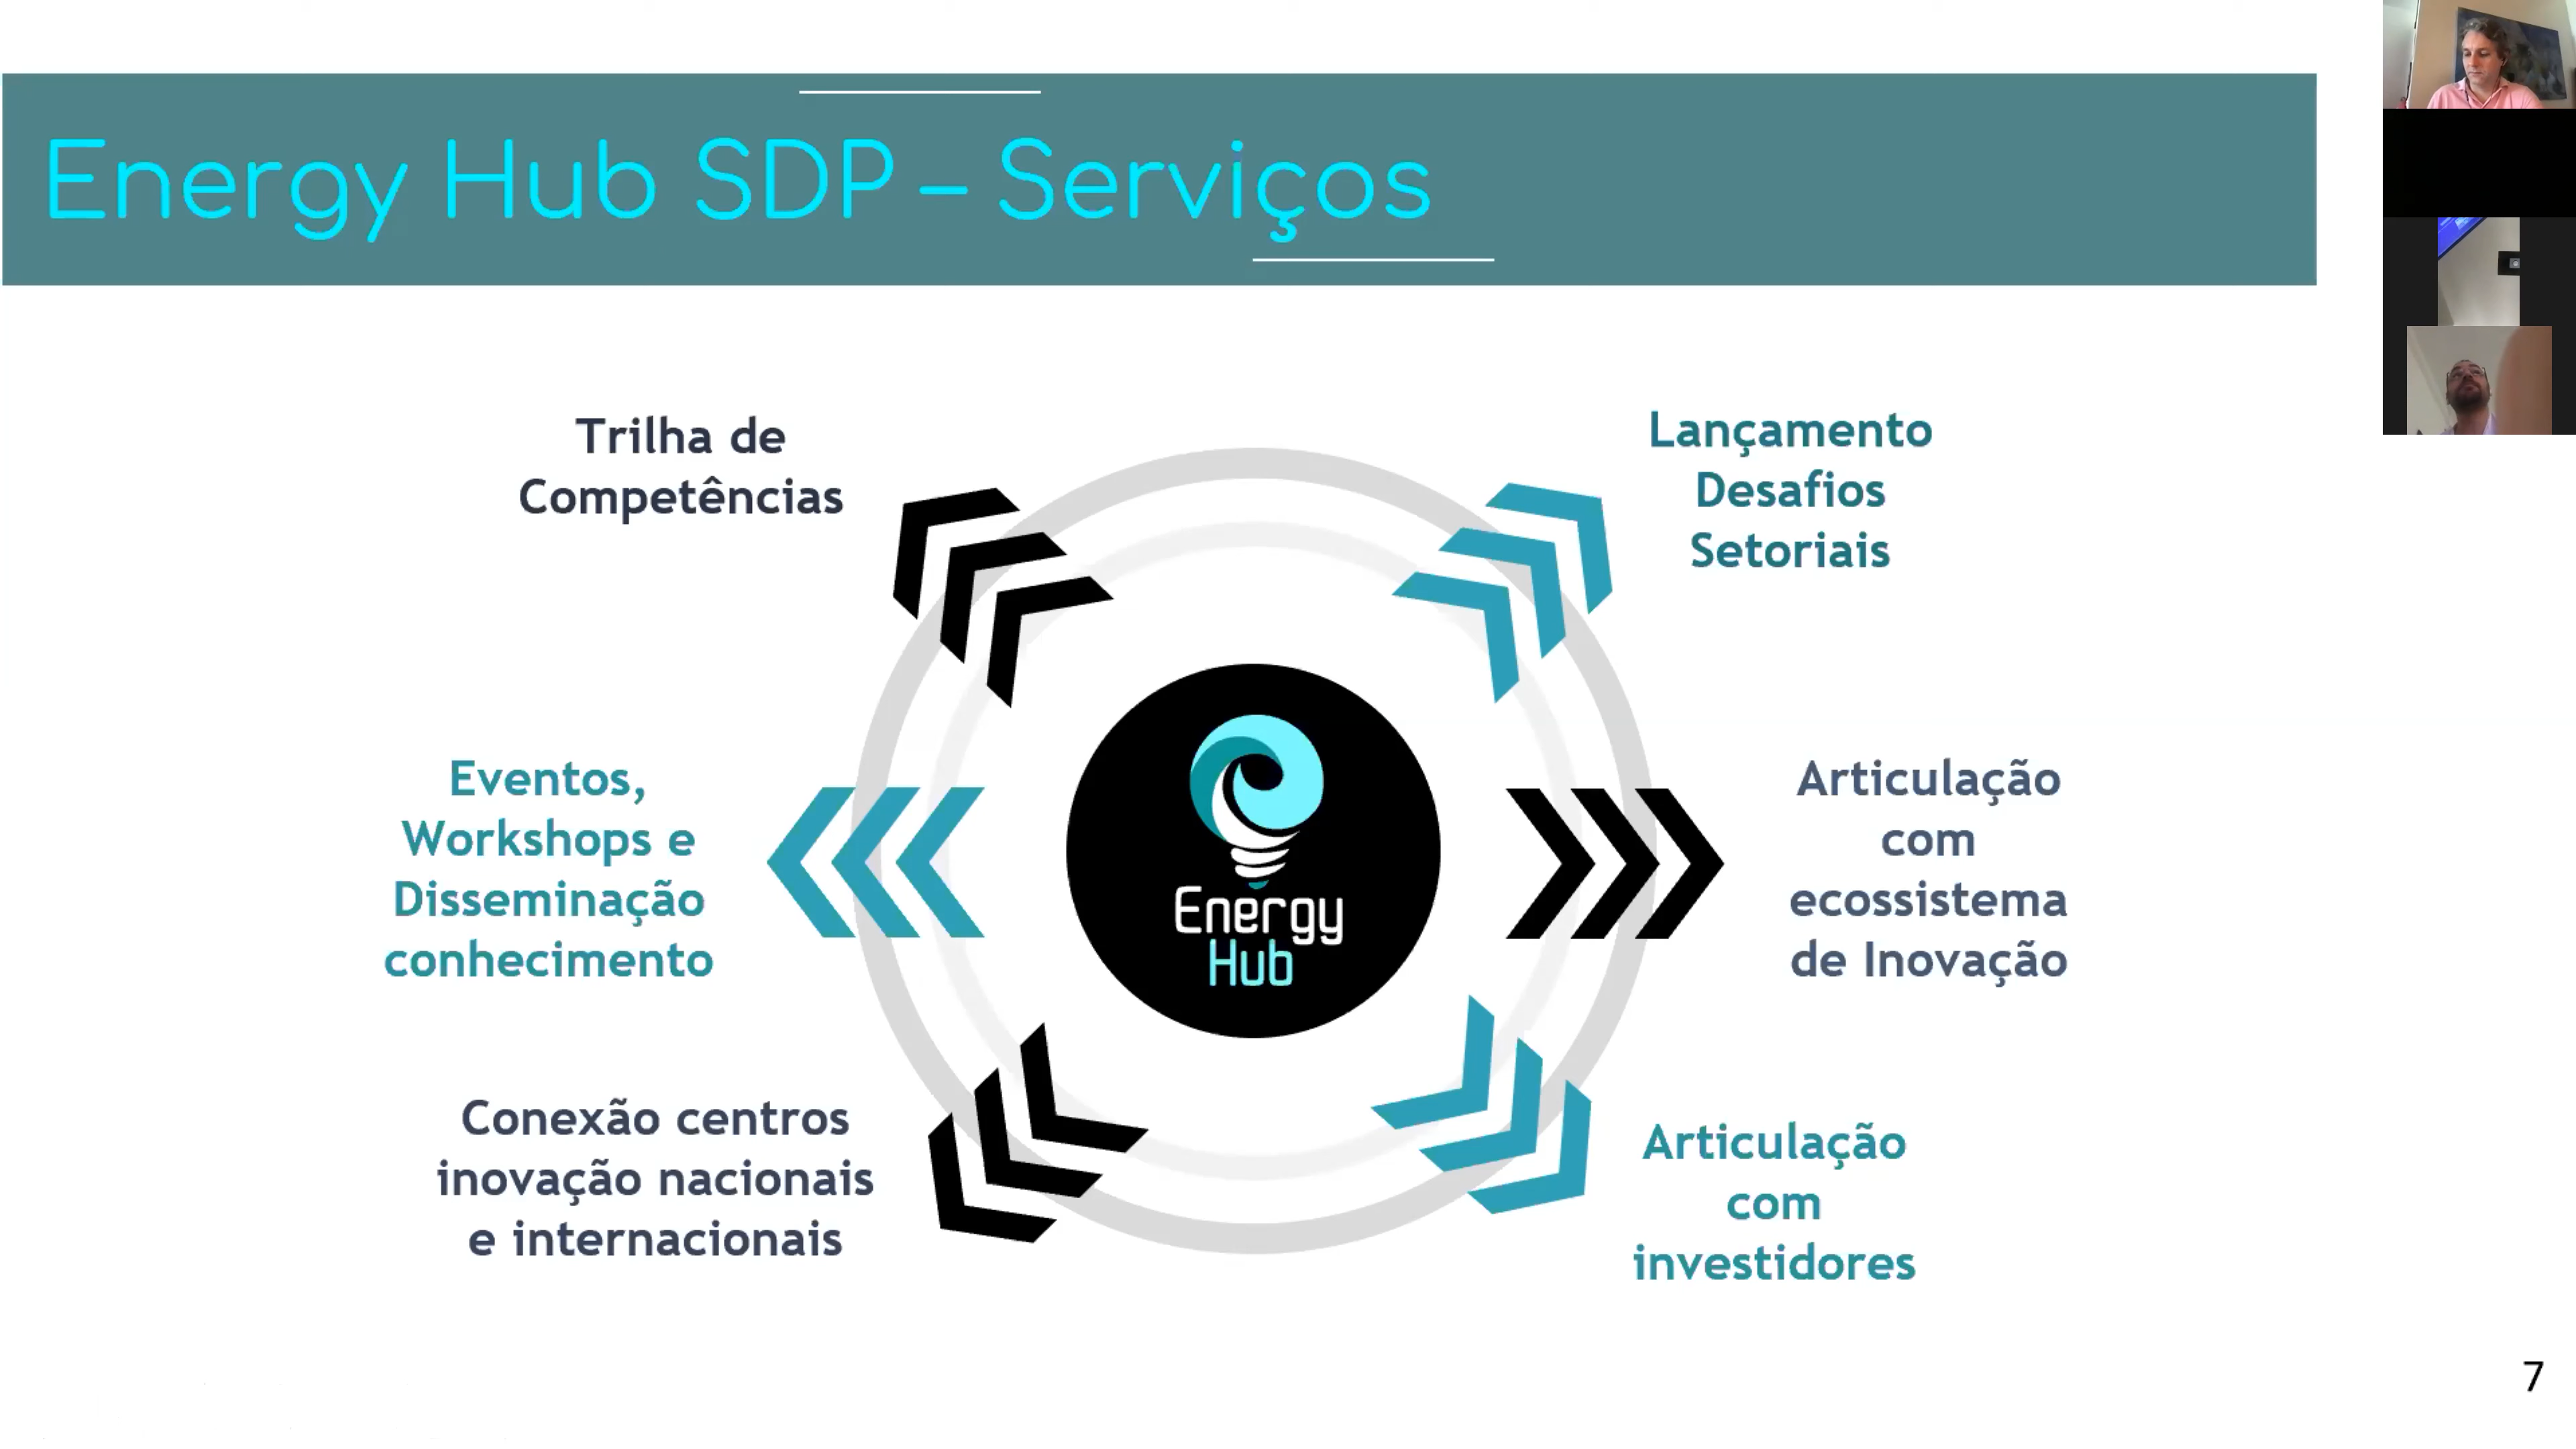 Energy Hub SDP – Serviços
Trilha de
Competências
Lançamento
Desafios
Setoriais
Eventos,
Workshops e
Disseminação
conhecimento
Energy
Hub
Articulação
com
ecossistema
de Inovação
Conexão centros
inovação nacionais
e internacionais
Articulação
com
investidores
7